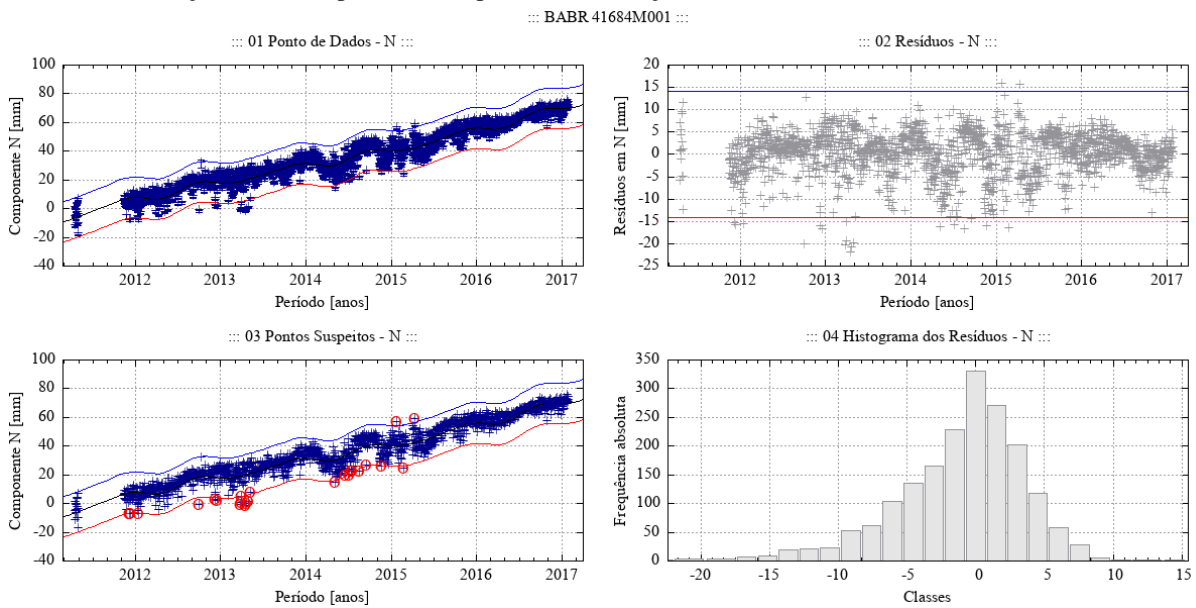 ::: BABR 41684M001 :::
::: 01 Ponto de Dados - N :::
Componente N [mm]
100
80
60
40
20
0
-20
-40
2012 2013 2014 2015 2016 2017
Período [anos]
::: 02 Resíduos - N :::
Resíduos em N [mm]
20
15
10
5
0
-5
-10
-15
-20
-25
2012 2013 2014 2015 2016 2017
Período [anos]
::: 03 Pontos Suspeitos - N :::
Componente N [mm]
100
80
60
40
20
0
-20
-40
2012 2013 2014 2015 2016 2017
Período [anos]
::: 04 Histograma dos Resíduos - N :::
Frequência absoluta
350
300
250
200
150
100
50
0
-20 -15 -10 -5 0 5 10 15
Classes